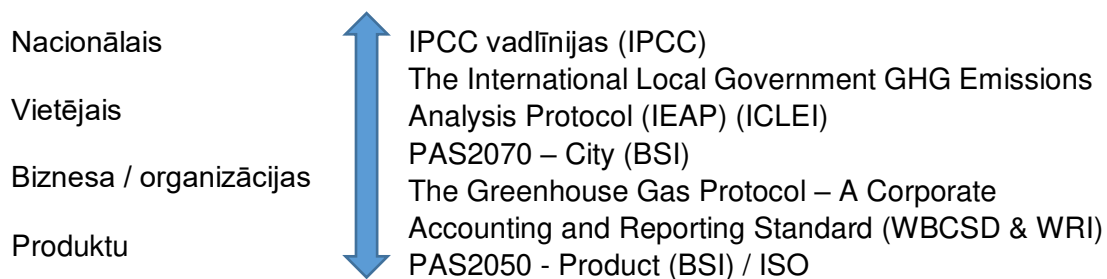 Nacionālais
Vietējais
Biznesa / organizācijas
Produktu
IPCC vadlīnijas (IPCC)
The International Local Government GHG Emissions
Analysis Protocol (IEAP) (ICLEI)
PAS2070 – City (BSI)
The Greenhouse Gas Protocol – A Corporate
Accounting and Reporting Standard (WBCSD & WRI)
PAS2050 - Product (BSI) / ISO